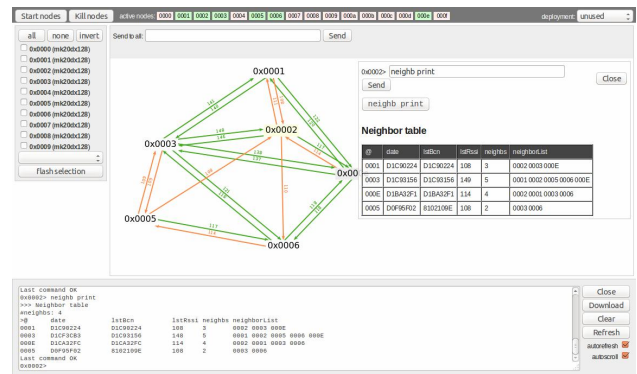 Start nodes Kill nodes active nodes 0000 0001 0002 0003 0004 0005 0006 0007 0008 0009 000a 000b 000c 000d 000e 000f deployment: unused
all none invert
0x0000 (mk20dx128)
0x0001 (mk20dx128)
0x0002 (mk20dx128)
0x0003 (mk20dx128)
0x0004 (mk20dx128)
0x0005 (mk20dx128)
0x0006 (mk20dx128)
0x0007 (mk20dx128)
0x0008 (mk20dx128)
0x0009 (mk20dx128)
flash selection
Send to all: Send
0x0001
0x0002
0x0003
0x00
0x0005
0x0006
0x0002> neighb print
Send
Close
neighb print
Neighbor table
@ date lstBcn lstRssi neighbs neighborList
0001 D1C90224 D1C90224 108 3 0002 0003 000E
0003 D1C93156 D1C93156 149 5 0001 0002 0005 0006 000E
000E D1BA32F1 D1BA32F1 114 4 0002 0001 0003 0006
0005 D0F95F02 8102109E 108 2 0003 0006
Last command OK
0x0002> neighb print
>>> Neighbor table
#neighbs: 4
>@ date lstBcn lstRssi neighbs neighborList
0001 D1C90224 D1C90224 108 3 0002 0003 000E
0003 D1CF3CB3 D1C93156 148 5 0001 0002 0005 0006 000E
000E D1CA32FC D1CA32FC 114 4 0002 0001 0003 0006
0005 D0F95F02 8102109E 108 2 0003 0006
Last command OK
0x0002>
Close
Download
Clear
Refresh
autorefresh
autoscroll